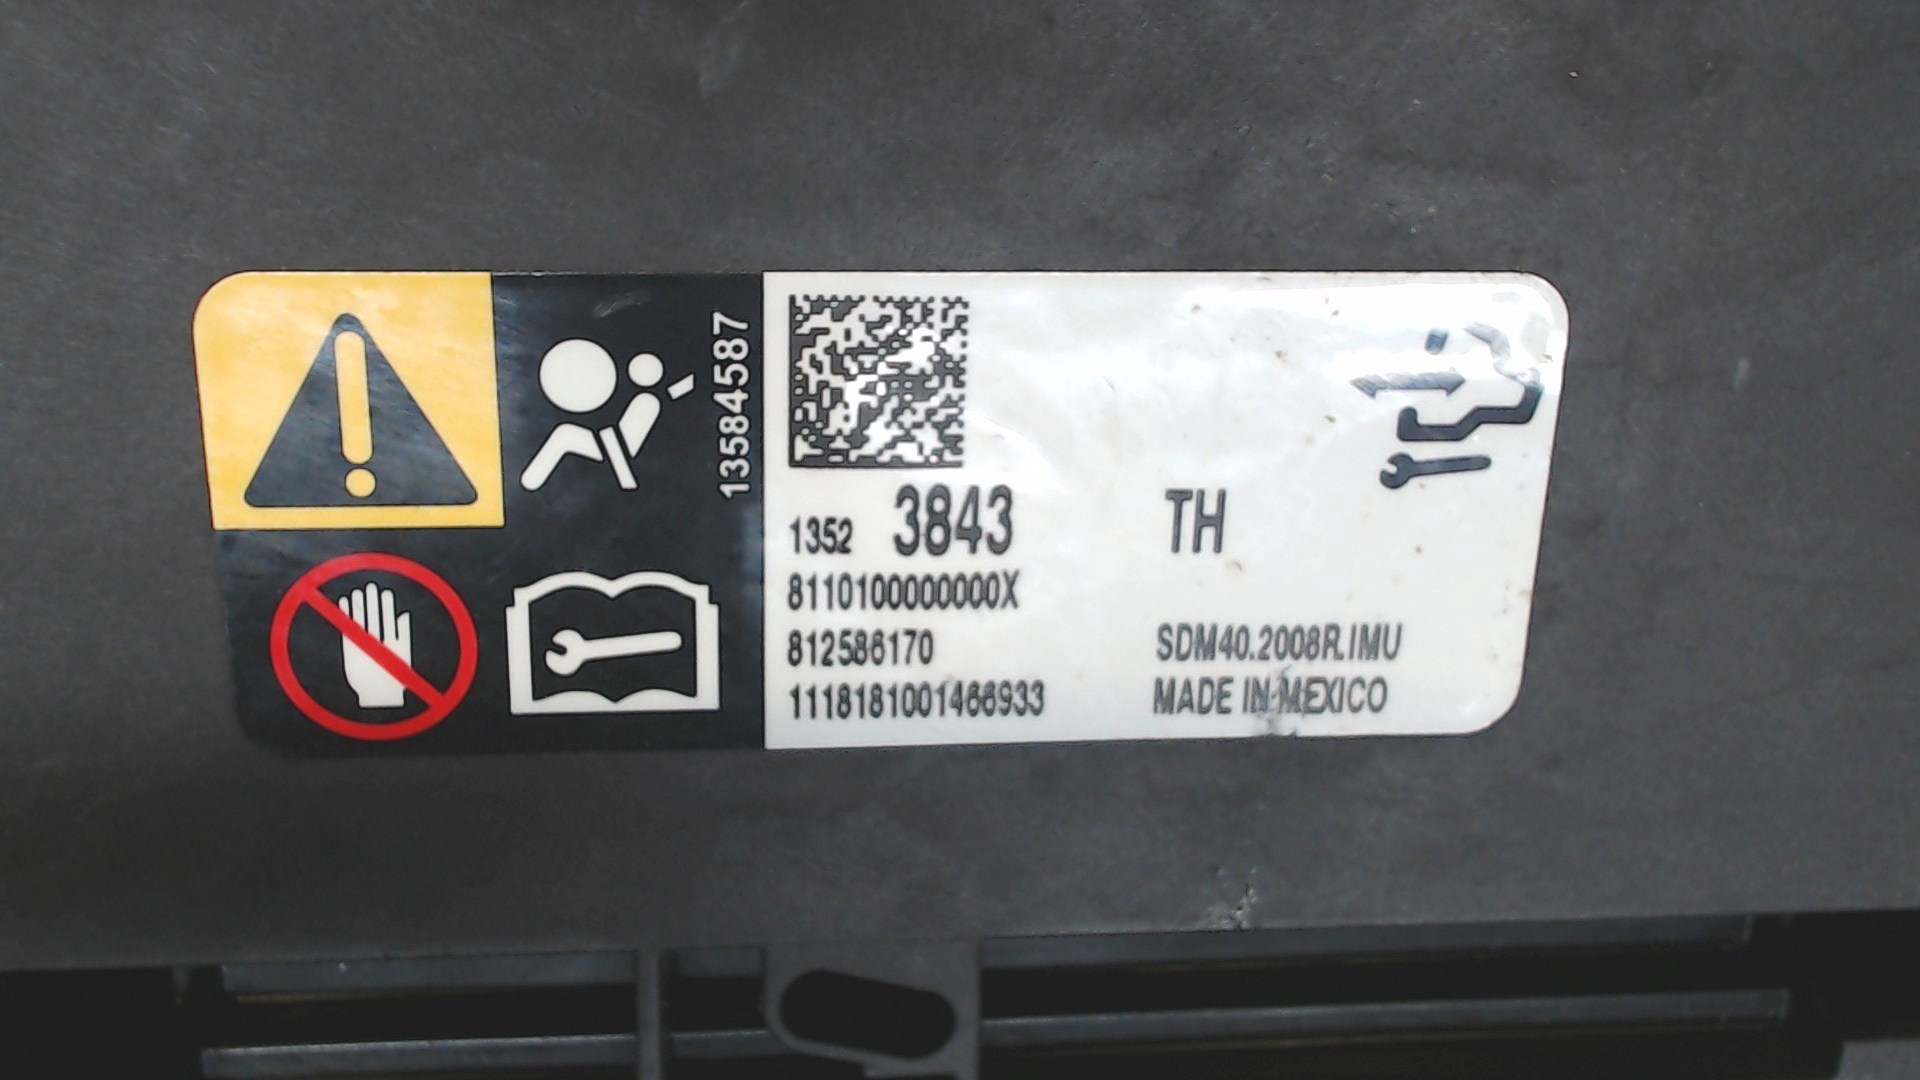 13584587
1352 3843 TH
8110100000000X
812586170 SDM40.2008R.IMU
1118181001466933 MADE IN MEXICO